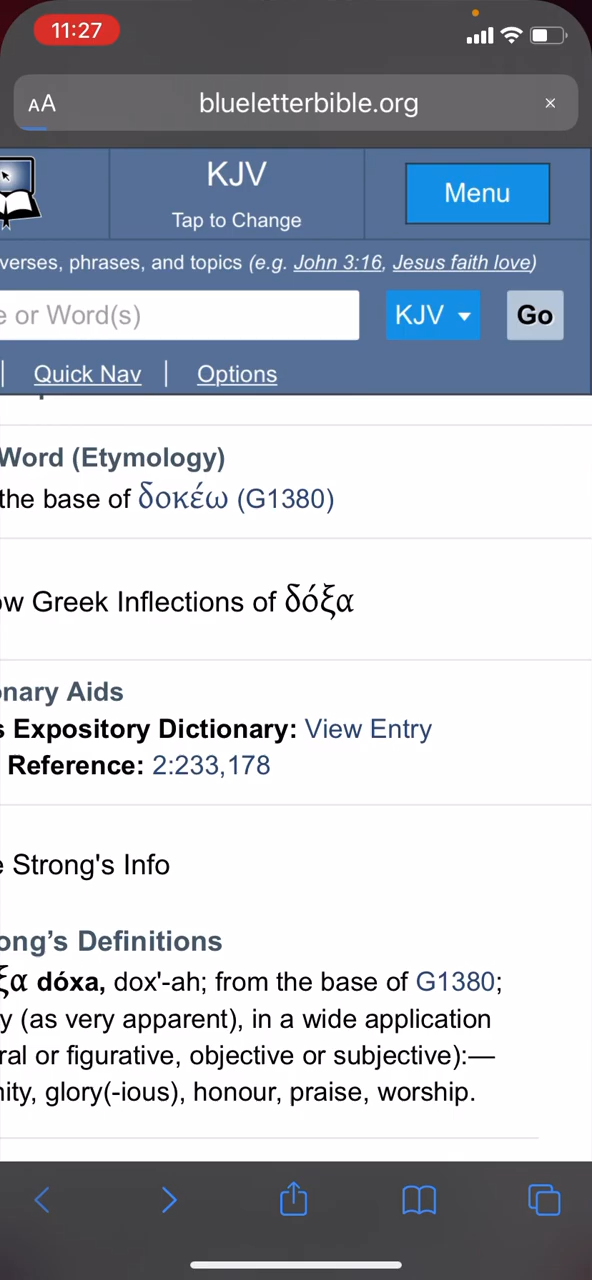 11:27
AA blueletterbible.org ×
KJV
Tap to Change
Menu
verses, phrases, and topics (e.g. John 3:16, Jesus faith love)
e or Word(s)
KJV
Go
| Quick Nav | Options
Word (Etymology)
the base of δοκέω (G1380)
ow Greek Inflections of δόξα
onary Aids
s Expository Dictionary: View Entry
Reference: 2:233,178
e Strong's Info
ong's Definitions
ξα dóxa, dox'-ah; from the base of G1380;
y (as very apparent), in a wide application
ral or figurative, objective or subjective):—
nity, glory(-ious), honour, praise, worship.